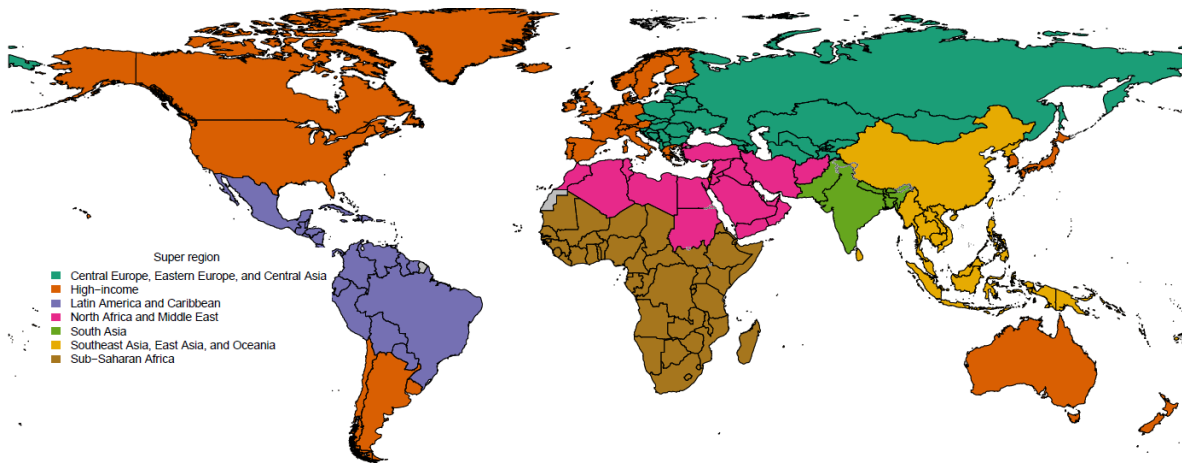 Super region
Central Europe, Eastern Europe, and Central Asia
High−income
Latin America and Caribbean
North Africa and Middle East
South Asia
Southeast Asia, East Asia, and Oceania
Sub−Saharan Africa